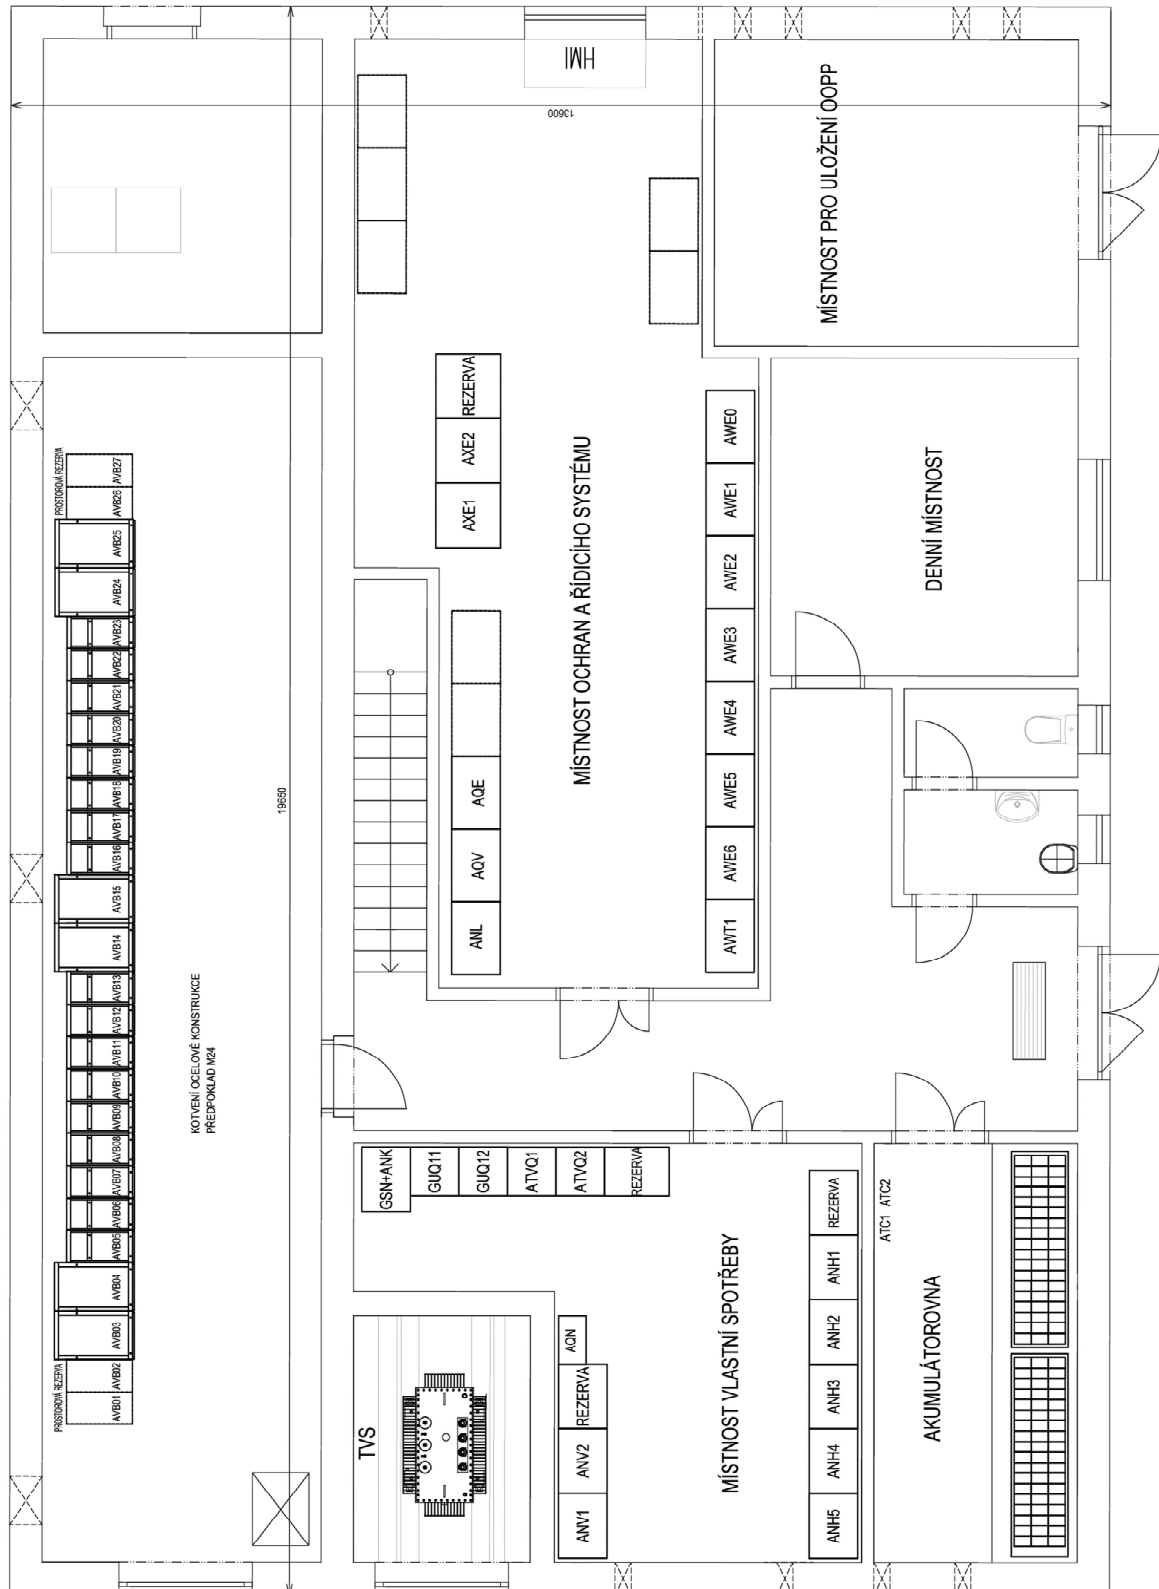 HMI
13600
MÍSTNOST PRO ULOŽENÍ OOPP
PROSTOROVÁ REZERVA
AVB27
AVB26
AVB25
AVB24
AVB23
AVB22
AVB21
AVB20
AVB19
AVB18
AVB17
AVB16
AVB15
AVB14
AVB13
AVB12
AVB11
AVB10
AVB09
AVB08
AVB07
AVB06
AVB05
AVB04
AVB03
AVB02
AVB01
PROSTOROVÁ REZERVA
19650
KOTVENÍ OCELOVÉ KONSTRUKCE
PŘEDPOKLAD M24
REZERVA
AXE2
AXE1
AQE
AQV
ANL
MÍSTNOST OCHRAN A ŘÍDICÍHO SYSTÉMU
AWE0
AWE1
AWE2
AWE3
AWE4
AWE5
AWE6
AWT1
DENNÍ MÍSTNOST
GSN+ANK
GUQ11
GUQ12
ATVQ1
ATVQ2
REZERVA
TVS
AQN
REZERVA
ANV2
ANV1
MÍSTNOST VLASTNÍ SPOTŘEBY
REZERVA
ANH1
ANH2
ANH3
ANH4
ANH5
ATC1 ATC2
AKUMULÁTOROVNA